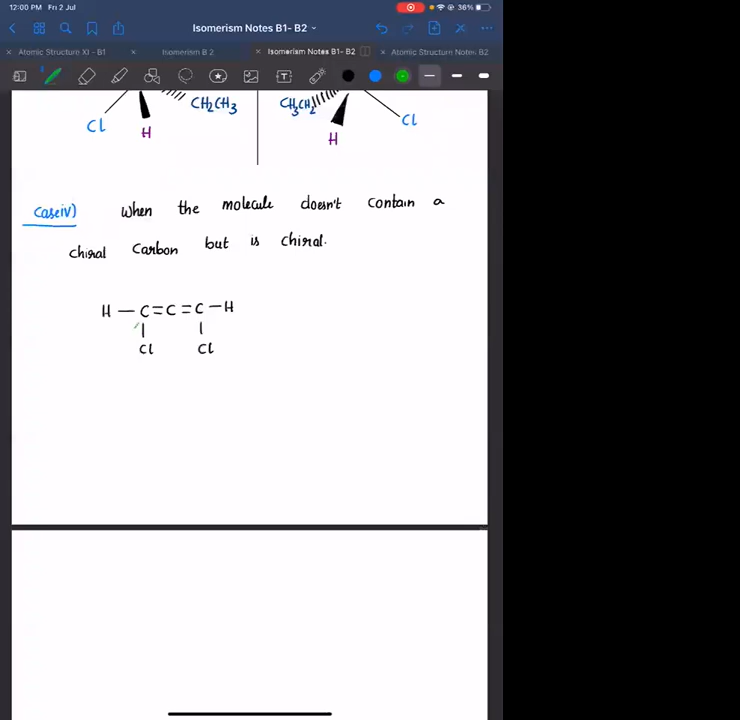 12:00 PM Fri 2 Jul
36%
Isomerism Notes B1- B2
Atomic Structure XI - B1
Isomerism B 2
Isomerism Notes B1- B2
Atomic Structure Notes B2
CH2CH3
CH3CH2
Cl
H
H
Cl
Case iv) When the molecule doesn't contain a
chiral Carbon but is chiral.
H — C = C = C — H
Cl Cl